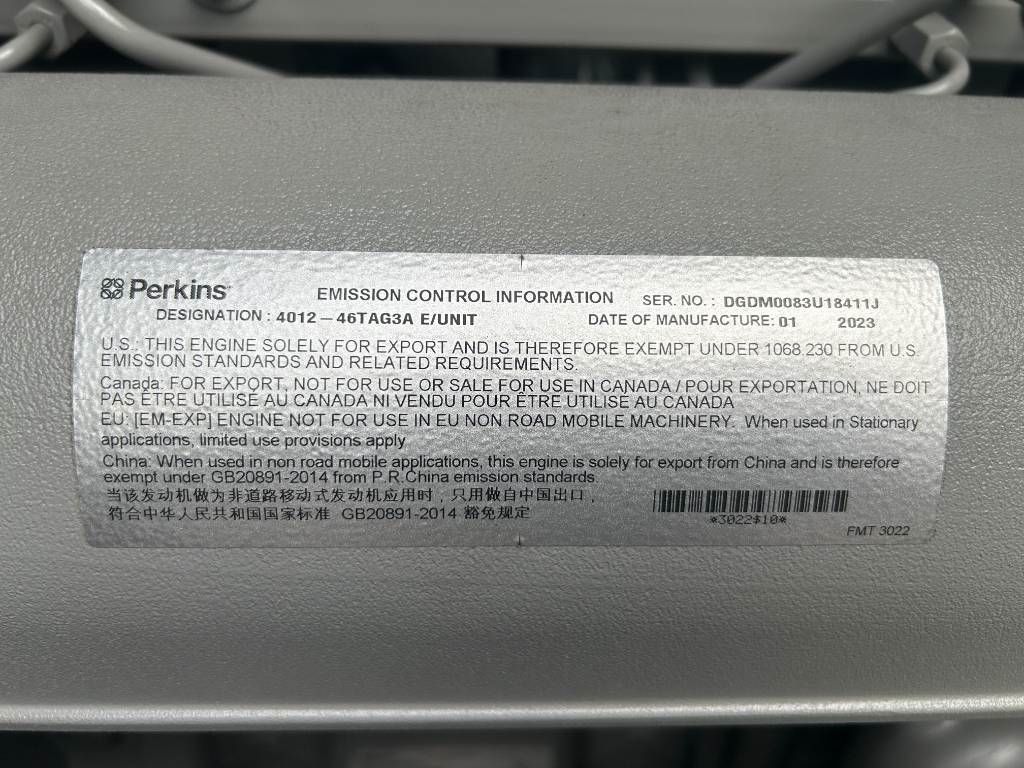 Perkins EMISSION CONTROL INFORMATION SER. NO. : DGDM0083U18411J
DESIGNATION : 4012 – 46TAG3A E/UNIT DATE OF MANUFACTURE: 01 2023
U.S.: THIS ENGINE SOLELY FOR EXPORT AND IS THEREFORE EXEMPT UNDER 1068.230 FROM U.S.
EMISSION STANDARDS AND RELATED REQUIREMENTS.
Canada: FOR EXPORT, NOT FOR USE OR SALE FOR USE IN CANADA / POUR EXPORTATION, NE DOIT
PAS ÊTRE UTILISE AU CANADA NI VENDU POUR ÊTRE UTILISE AU CANADA
EU: [EM-EXP] ENGINE NOT FOR USE IN EU NON ROAD MOBILE MACHINERY. When used in Stationary
applications, limited use provisions apply
China: When used in non road mobile applications, this engine is solely for export from China and is therefore
exempt under GB20891-2014 from P.R.China emission standards.
当该发动机做为非道路移动式发动机应用时，只用做自中国出口，
符合中华人民共和国国家标准 GB20891-2014 豁免规定
*3022$10*
FMT 3022